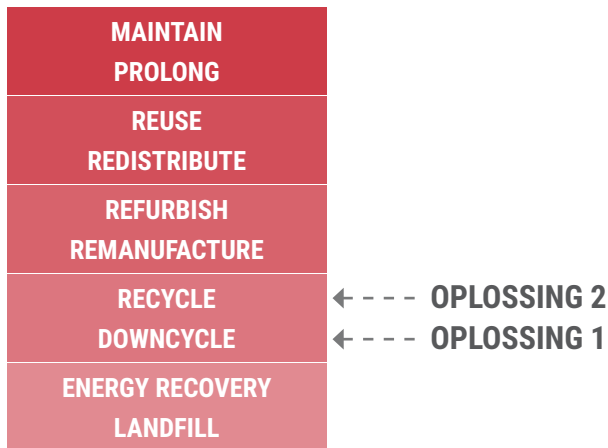 MAINTAIN
PROLONG
REUSE
REDISTRIBUTE
REFURBISH
REMANUFACTURE
RECYCLE
OPLOSSING 2
DOWNCYCLE
OPLOSSING 1
ENERGY RECOVERY
LANDFILL